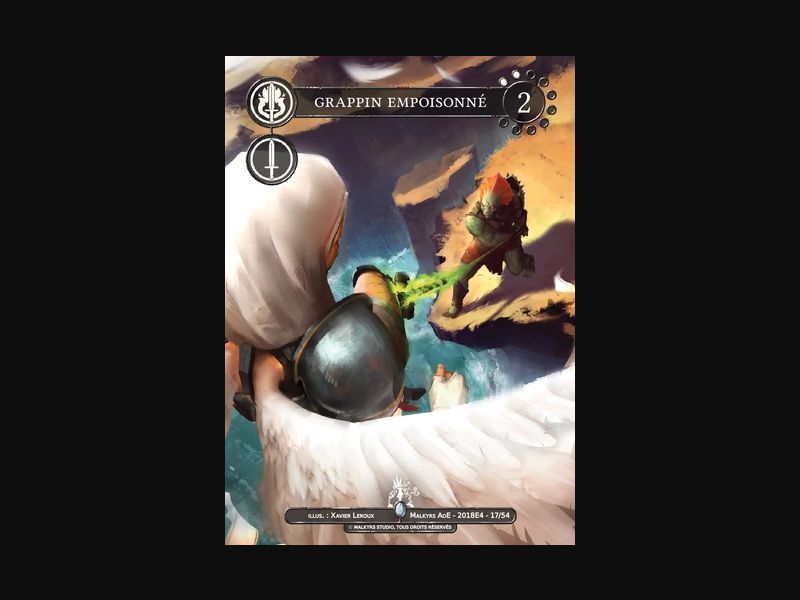 GRAPPIN EMPOISONNÉ
2
ILLUS. : XAVIER LEROUX
MALKYRS AOE - 2018E4 - 17/54
© MALKYRS STUDIO, TOUS DROITS RÉSERVÉS